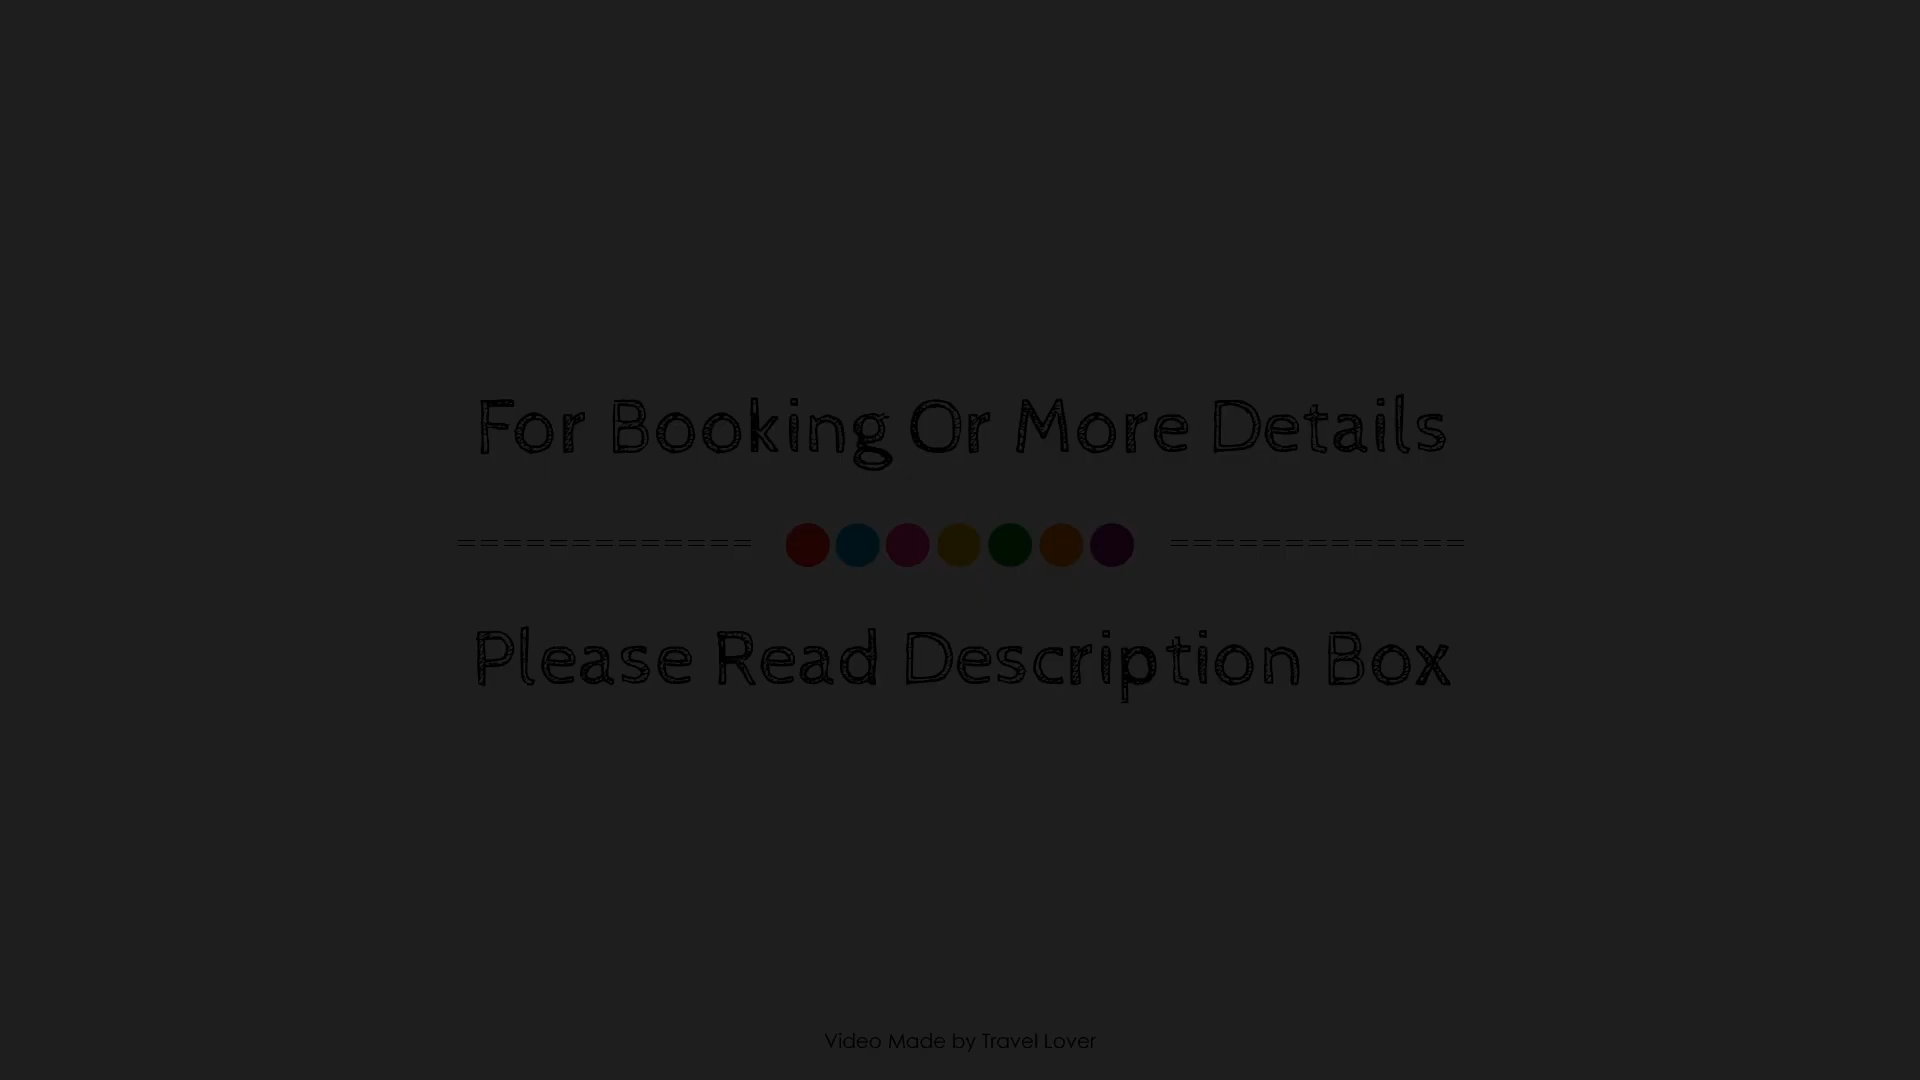 For Booking Or More Details
============= =============
Please Read Description Box
Video Made by Travel Lover